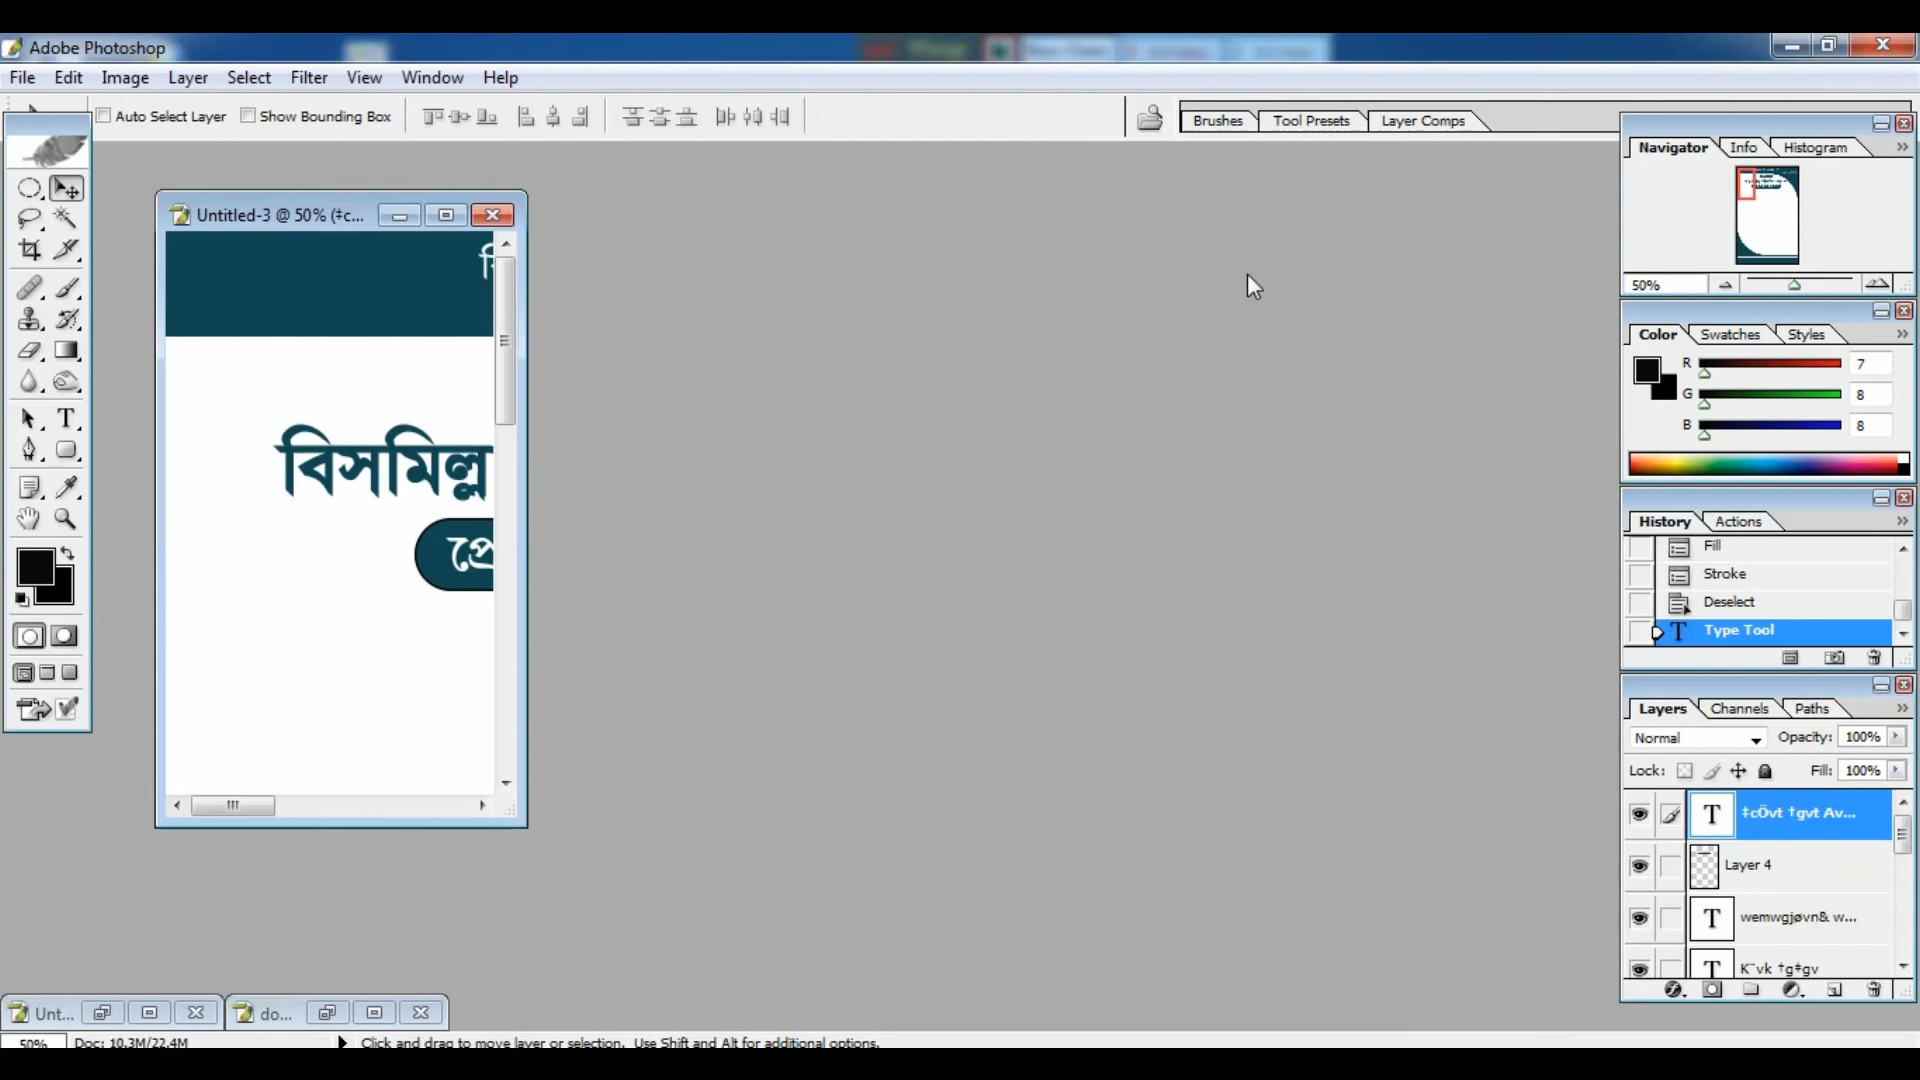 Adobe Photoshop
File Edit Image Layer Select Filter View Window Help
Auto Select Layer Show Bounding Box
Brushes Tool Presets Layer Comps
Navigator Info Histogram
50%
Untitled-3 @ 50% (‡c...
বিসমিল্ল
প্রে
Color Swatches Styles
R 7
G 8
B 8
History Actions
Fill
Stroke
Deselect
Type Tool
Layers Channels Paths
Normal Opacity: 100%
Lock: Fill: 100%
‡cÖvt †gvt Av...
Layer 4
wemwgjøvn& w...
K¨vk †g‡gv
Unt... do...
50% Doc: 10.3M/22.4M Click and drag to move layer or selection. Use Shift and Alt for additional options.